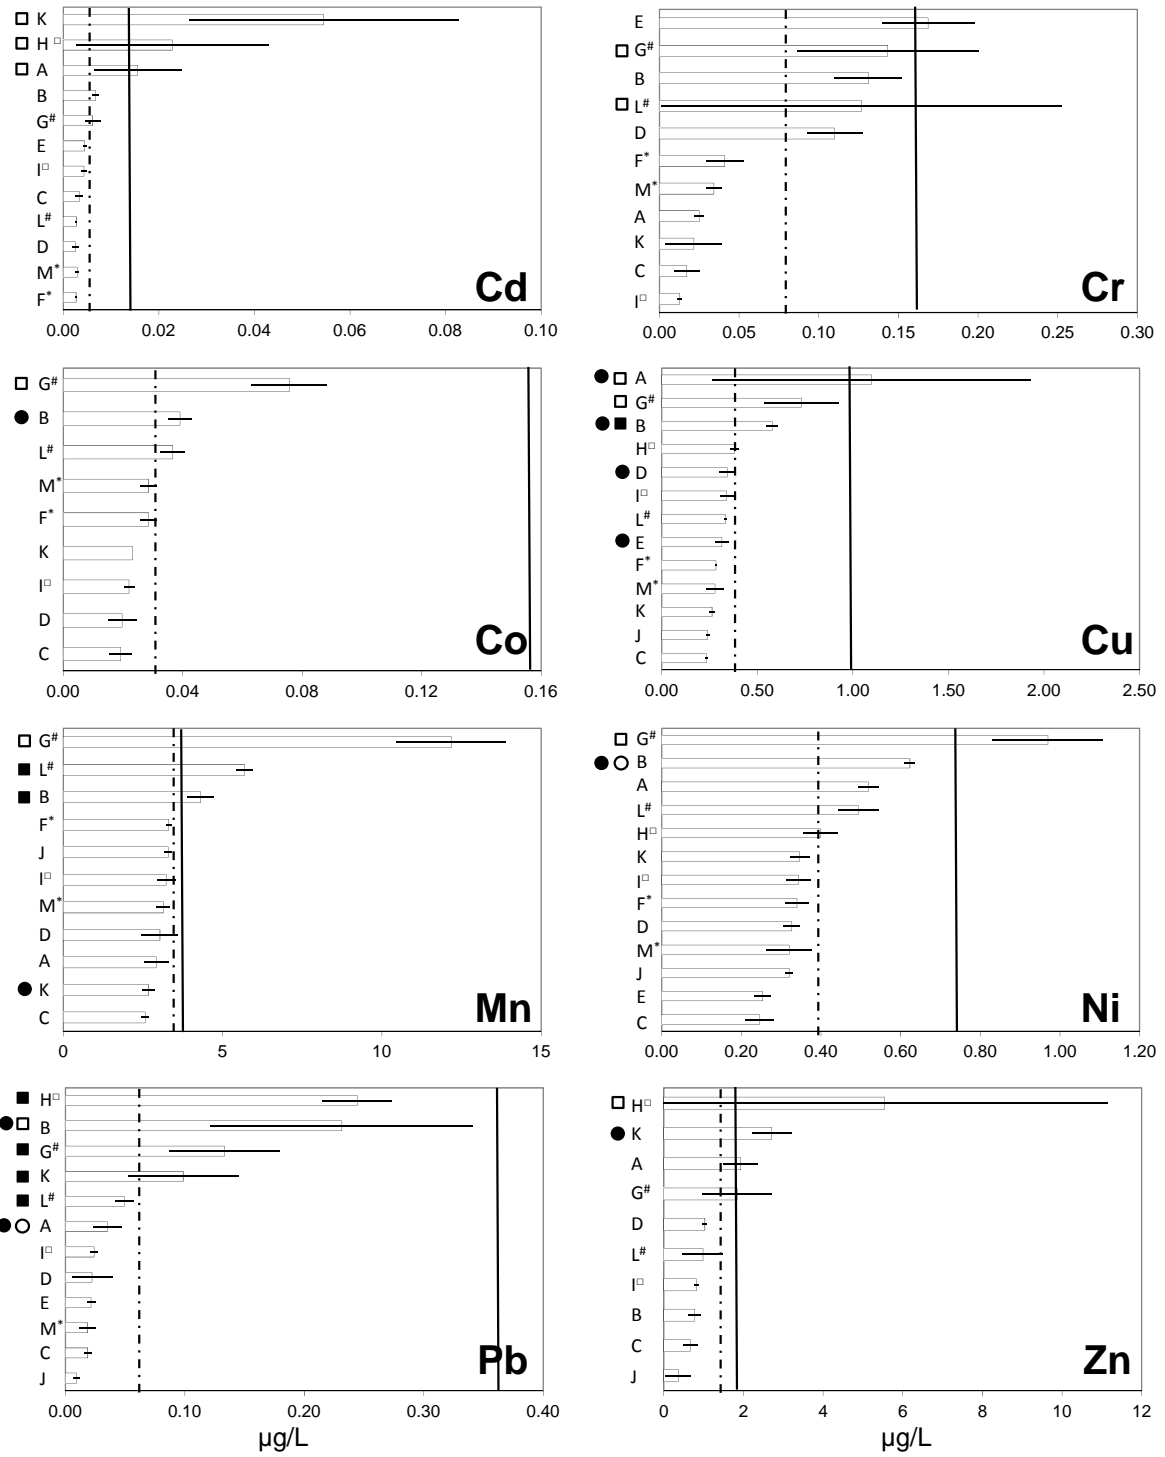 K
H□
A
B
G#
E
I□
C
L#
D
M*
F*
Cd
0.00 0.02 0.04 0.06 0.08 0.10
E
G#
B
L#
D
F*
M*
A
K
C
I□
Cr
0.00 0.05 0.10 0.15 0.20 0.25 0.30
G#
B
L#
M*
F*
K
I□
D
C
Co
0.00 0.04 0.08 0.12 0.16
A
G#
B
H□
D
I□
L#
E
F*
M*
K
J
C
Cu
0.00 0.50 1.00 1.50 2.00 2.50
G#
L#
B
F*
J
I□
M*
D
A
K
C
Mn
0 5 10 15
G#
B
A
L#
H□
K
I□
F*
D
M*
J
E
C
Ni
0.00 0.20 0.40 0.60 0.80 1.00 1.20
H□
B
G#
K
L#
A
I□
D
E
M*
C
J
Pb
0.00 0.10 0.20 0.30 0.40
µg/L
H□
K
A
G#
D
L#
I□
B
C
J
Zn
0 2 4 6 8 10 12
µg/L